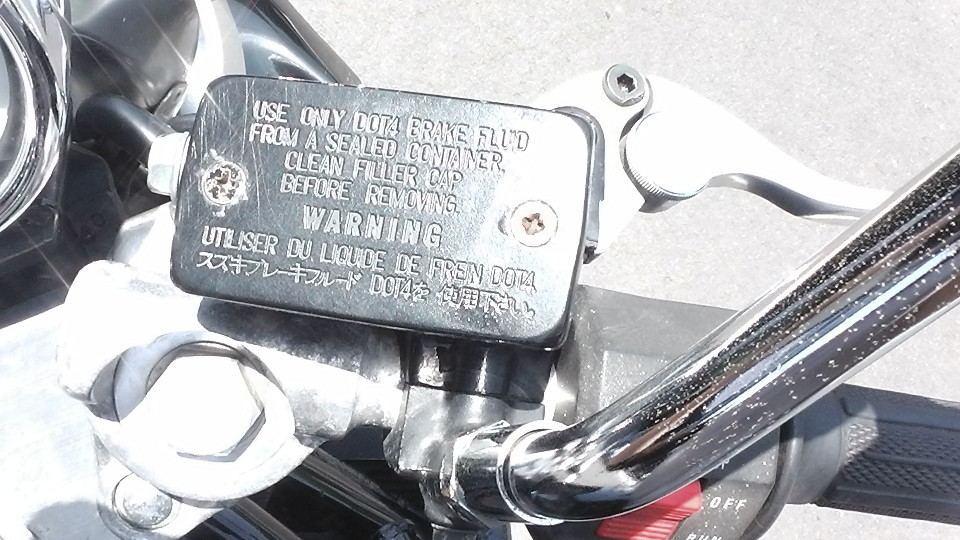 USE ONLY DOT4 BRAKE FLUID
FROM A SEALED CONTAINER.
CLEAN FILLER CAP
BEFORE REMOVING.
WARNING
UTILISER DU LIQUIDE DE FREIN DOT4
スズキブレーキフルード DOT4を 使用下さい。
OFF
RUN